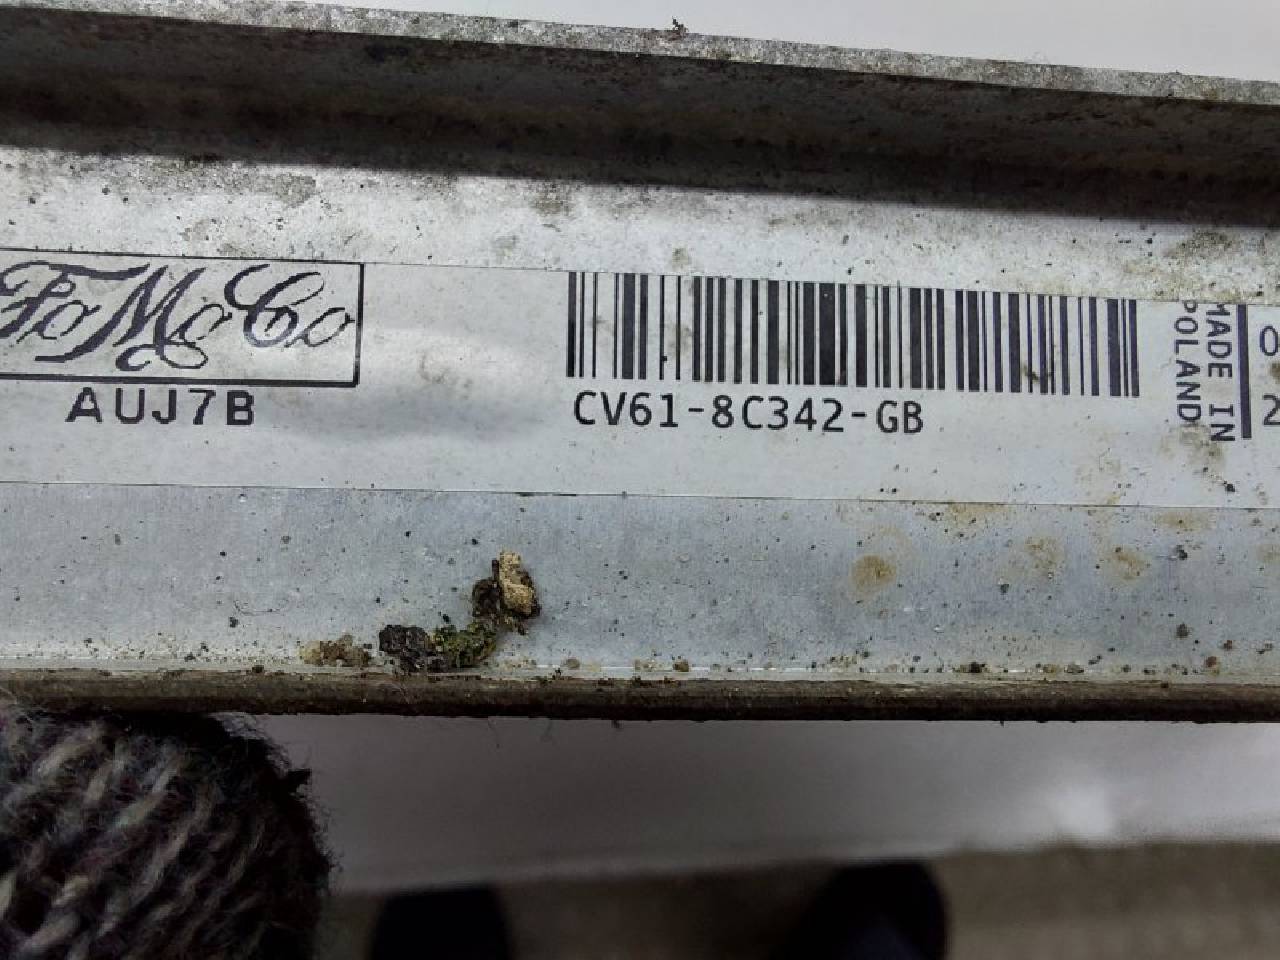 FoMoCo
AUJ7B
CV61-8C342-GB
MADE IN
POLAND